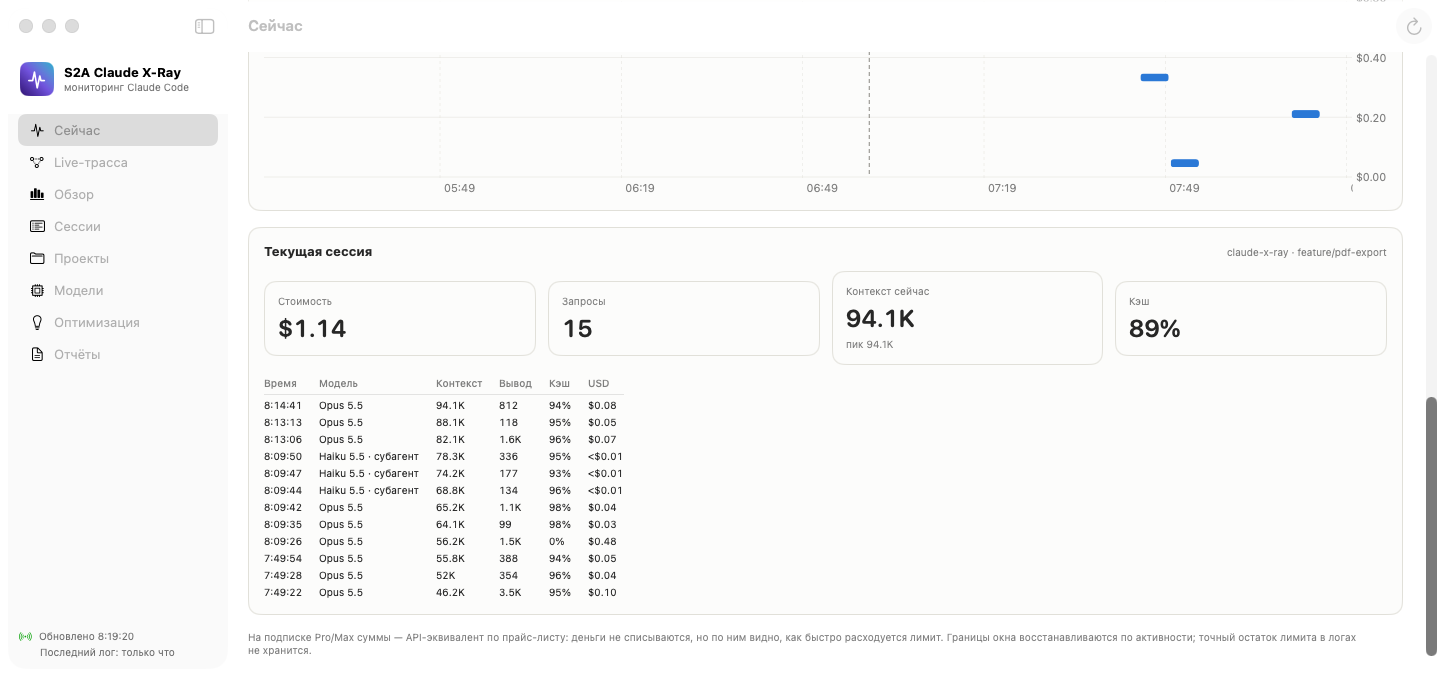 Сейчас
S2A Claude X-Ray
мониторинг Claude Code
Сейчас
Live-трасса
Обзор
Сессии
Проекты
Модели
Оптимизация
Отчёты
Обновлено 8:19:20
Последний лог: только что
$0.40
$0.20
$0.00
05:49 06:19 06:49 07:19 07:49
Текущая сессия claude-x-ray · feature/pdf-export
Стоимость
$1.14
Запросы
15
Контекст сейчас
94.1K
пик 94.1K
Кэш
89%
Время Модель Контекст Вывод Кэш USD
8:14:41 Opus 5.5 94.1K 812 94% $0.08
8:13:13 Opus 5.5 88.1K 118 95% $0.05
8:13:06 Opus 5.5 82.1K 1.6K 96% $0.07
8:09:50 Haiku 5.5 · субагент 78.3K 336 95% <$0.01
8:09:47 Haiku 5.5 · субагент 74.2K 177 93% <$0.01
8:09:44 Haiku 5.5 · субагент 68.8K 134 96% <$0.01
8:09:42 Opus 5.5 65.2K 1.1K 98% $0.04
8:09:35 Opus 5.5 64.1K 99 98% $0.03
8:09:26 Opus 5.5 56.2K 1.5K 0% $0.48
7:49:54 Opus 5.5 55.8K 388 94% $0.05
7:49:28 Opus 5.5 52K 354 96% $0.04
7:49:22 Opus 5.5 46.2K 3.5K 95% $0.10
На подписке Pro/Max суммы — API-эквивалент по прайс-листу: деньги не списываются, но по ним видно, как быстро расходуется лимит. Границы окна восстанавливаются по активности; точный остаток лимита в логах
не хранится.